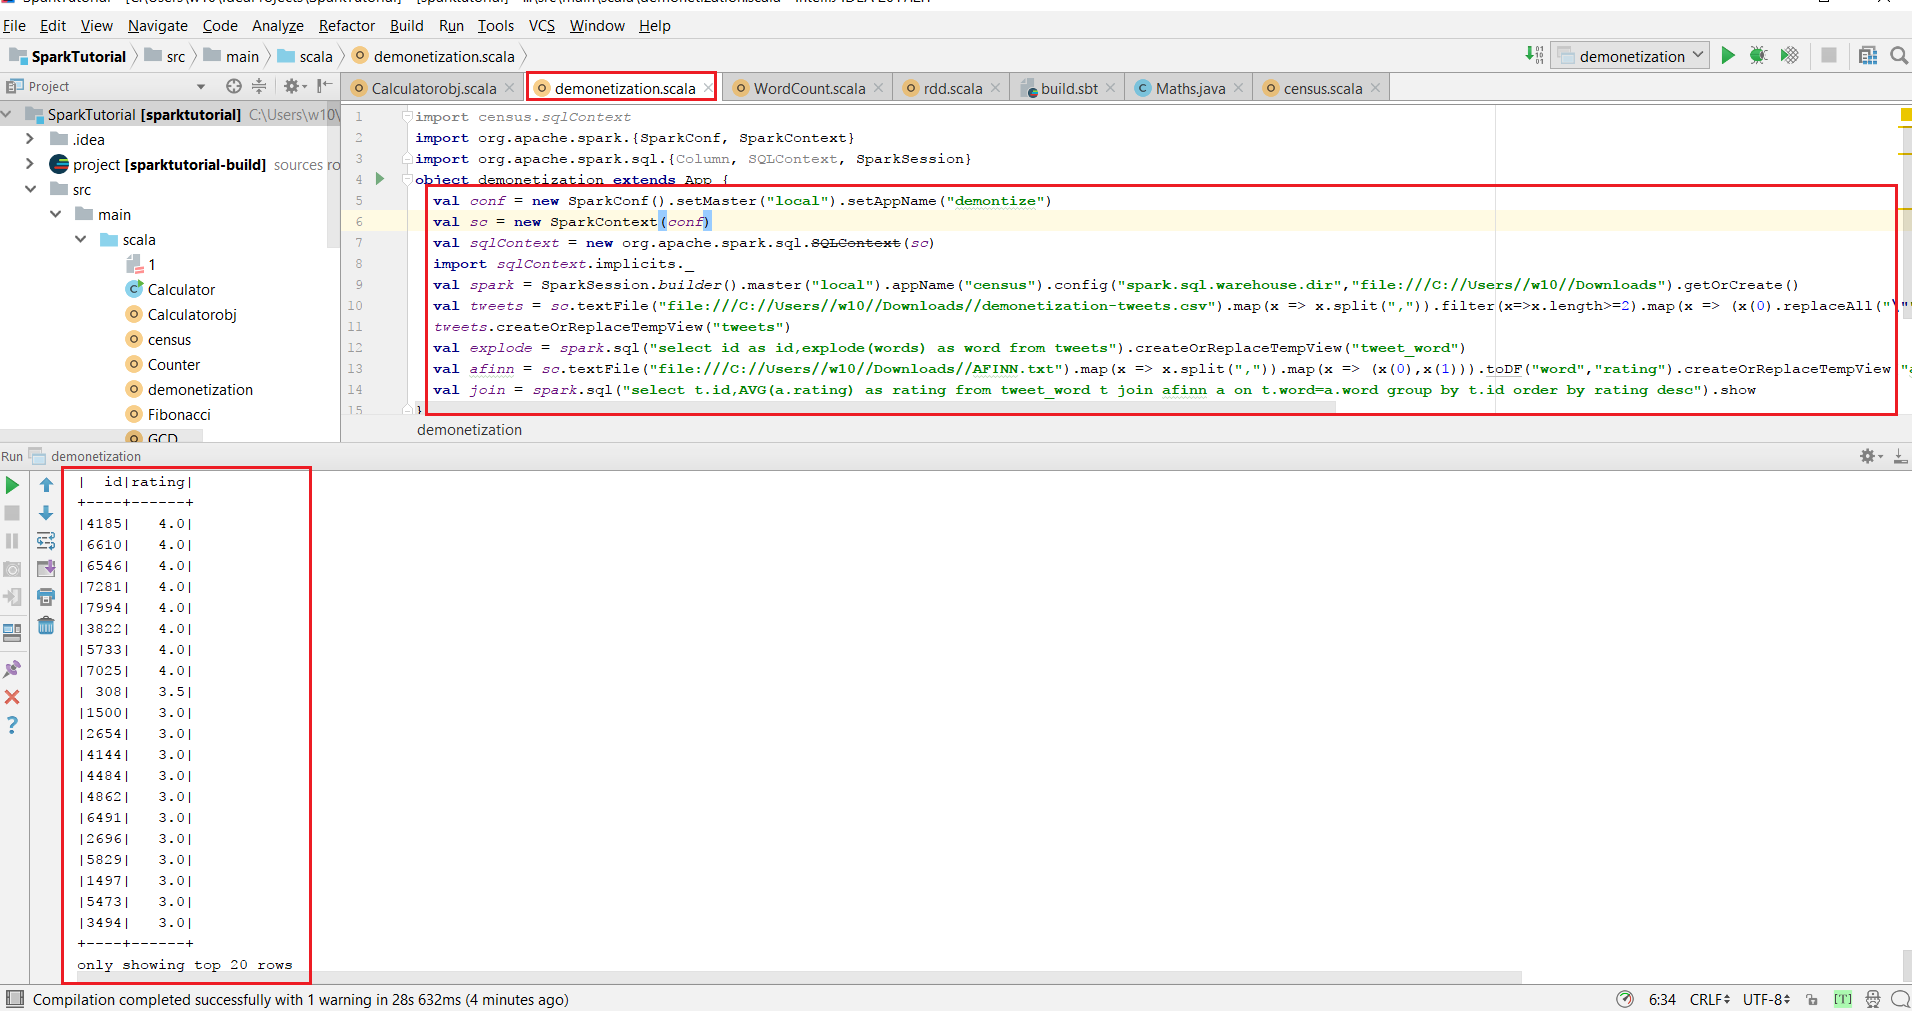 File Edit View Navigate Code Analyze Refactor Build Run Tools VCS Window Help
SparkTutorial src main scala demonetization.scala
demonetization
Project
Calculatorobj.scala demonetization.scala WordCount.scala rdd.scala build.sbt Maths.java census.scala
SparkTutorial [sparktutorial] C:\Users\w10\
.idea
project [sparktutorial-build] sources ro
src
main
scala
1
Calculator
Calculatorobj
census
Counter
demonetization
Fibonacci
GCD
1 import census.sqlContext
2 import org.apache.spark.{SparkConf, SparkContext}
3 import org.apache.spark.sql.{Column, SQLContext, SparkSession}
4 object demonetization extends App {
5 val conf = new SparkConf().setMaster("local").setAppName("demontize")
6 val sc = new SparkContext(conf)
7 val sqlContext = new org.apache.spark.sql.SQLContext(sc)
8 import sqlContext.implicits._
9 val spark = SparkSession.builder().master("local").appName("census").config("spark.sql.warehouse.dir","file:///C://Users//w10//Downloads").getOrCreate()
10 val tweets = sc.textFile("file:///C://Users//w10//Downloads//demonetization-tweets.csv").map(x => x.split(",")).filter(x=>x.length>=2).map(x => (x(0).replaceAll("\"
11 tweets.createOrReplaceTempView("tweets")
12 val explode = spark.sql("select id as id,explode(words) as word from tweets").createOrReplaceTempView("tweet_word")
13 val afinn = sc.textFile("file:///C://Users//w10//Downloads//AFINN.txt").map(x => x.split(",")).map(x => (x(0),x(1))).toDF("word","rating").createOrReplaceTempView("a
14 val join = spark.sql("select t.id,AVG(a.rating) as rating from tweet_word t join afinn a on t.word=a.word group by t.id order by rating desc").show
15 }
demonetization
Run demonetization
|  id|rating|
+----+------+
|4185|   4.0|
|6610|   4.0|
|6546|   4.0|
|7281|   4.0|
|7994|   4.0|
|3822|   4.0|
|5733|   4.0|
|7025|   4.0|
| 308|   3.5|
|1500|   3.0|
|2654|   3.0|
|4144|   3.0|
|4484|   3.0|
|4862|   3.0|
|6491|   3.0|
|2696|   3.0|
|5829|   3.0|
|1497|   3.0|
|5473|   3.0|
|3494|   3.0|
+----+------+
only showing top 20 rows
Compilation completed successfully with 1 warning in 28s 632ms (4 minutes ago)
6:34 CRLF UTF-8 [T]